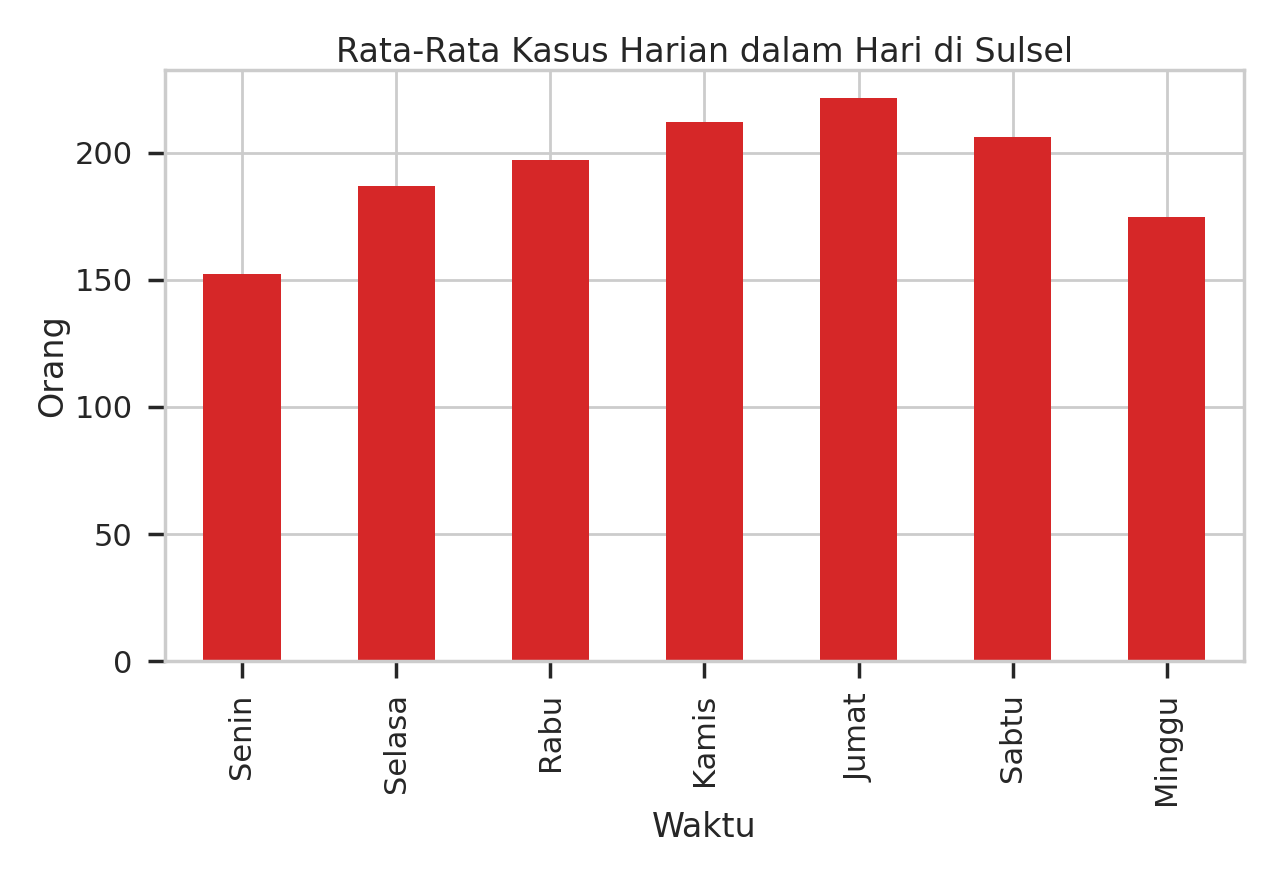 Rata-Rata Kasus Harian dalam Hari di Sulsel
200
150
100
50
0
Orang
Senin
Selasa
Rabu
Kamis
Jumat
Sabtu
Minggu
Waktu